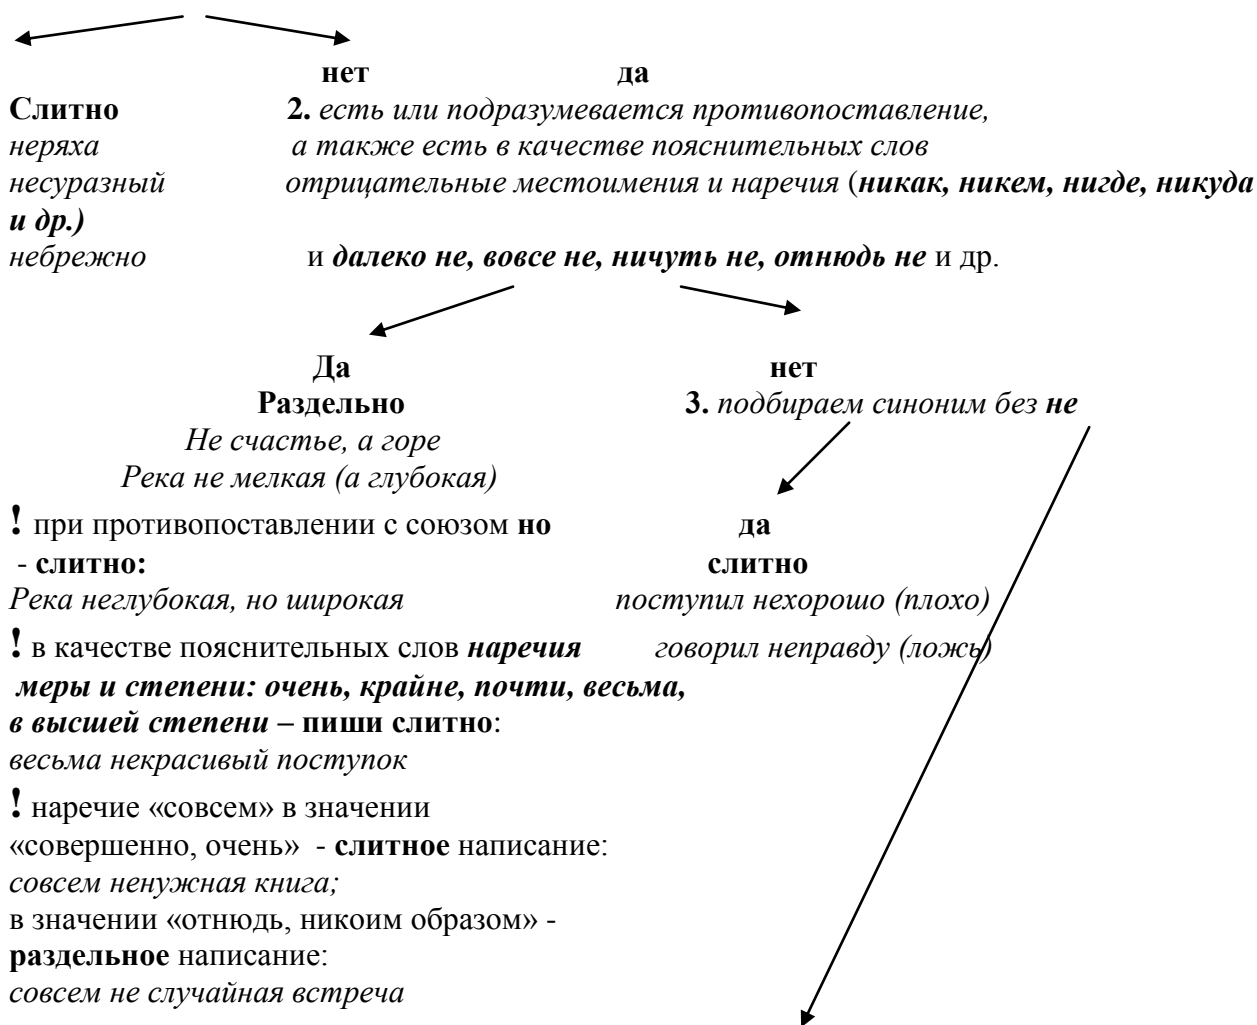 нет да
Слитно 2. есть или подразумевается противопоставление,
неряха а также есть в качестве пояснительных слов
несуразный отрицательные местоимения и наречия (никак, никем, нигде, никуда
и др.)
небрежно и далеко не, вовсе не, ничуть не, отнюдь не и др.
Да нет
Раздельно 3. подбираем синоним без не
Не счастье, а горе
Река не мелкая (а глубокая)
! при противопоставлении с союзом но да
- слитно: слитно
Река неглубокая, но широкая поступил нехорошо (плохо)
! в качестве пояснительных слов наречия говорил неправду (ложь)
меры и степени: очень, крайне, почти, весьма,
в высшей степени – пиши слитно:
весьма некрасивый поступок
! наречие «совсем» в значении
«совершенно, очень» - слитное написание:
совсем ненужная книга;
в значении «отнюдь, никоим образом» -
раздельное написание:
совсем не случайная встреча